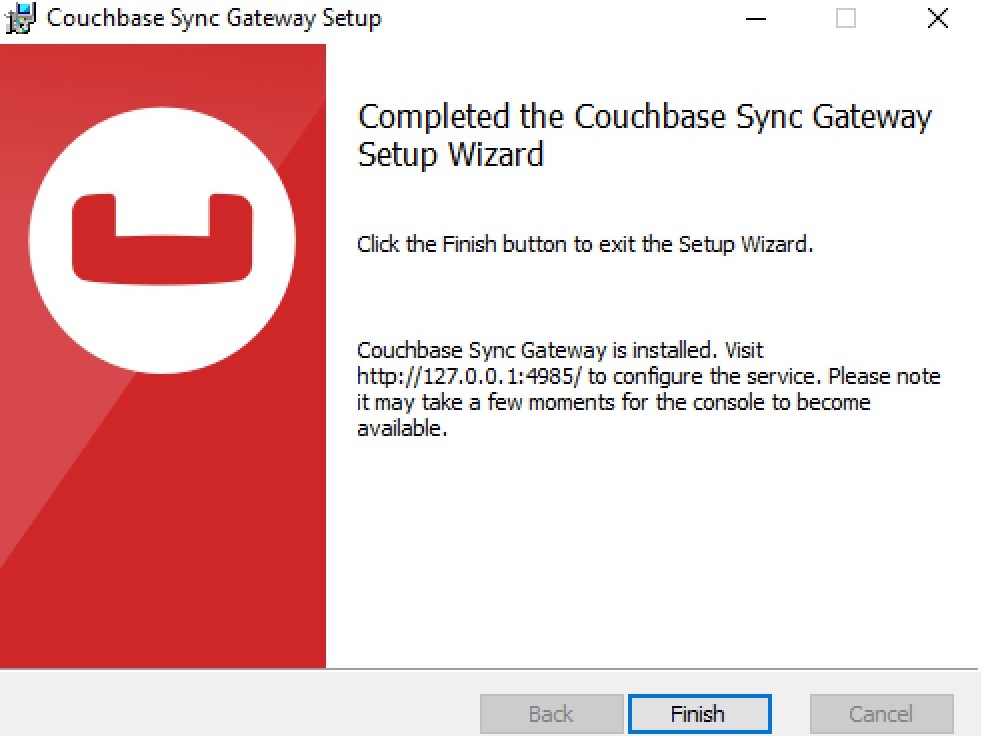 Couchbase Sync Gateway Setup
Completed the Couchbase Sync Gateway
Setup Wizard
Click the Finish button to exit the Setup Wizard.
Couchbase Sync Gateway is installed. Visit
http://127.0.0.1:4985/ to configure the service. Please note
it may take a few moments for the console to become
available.
Back
Finish
Cancel